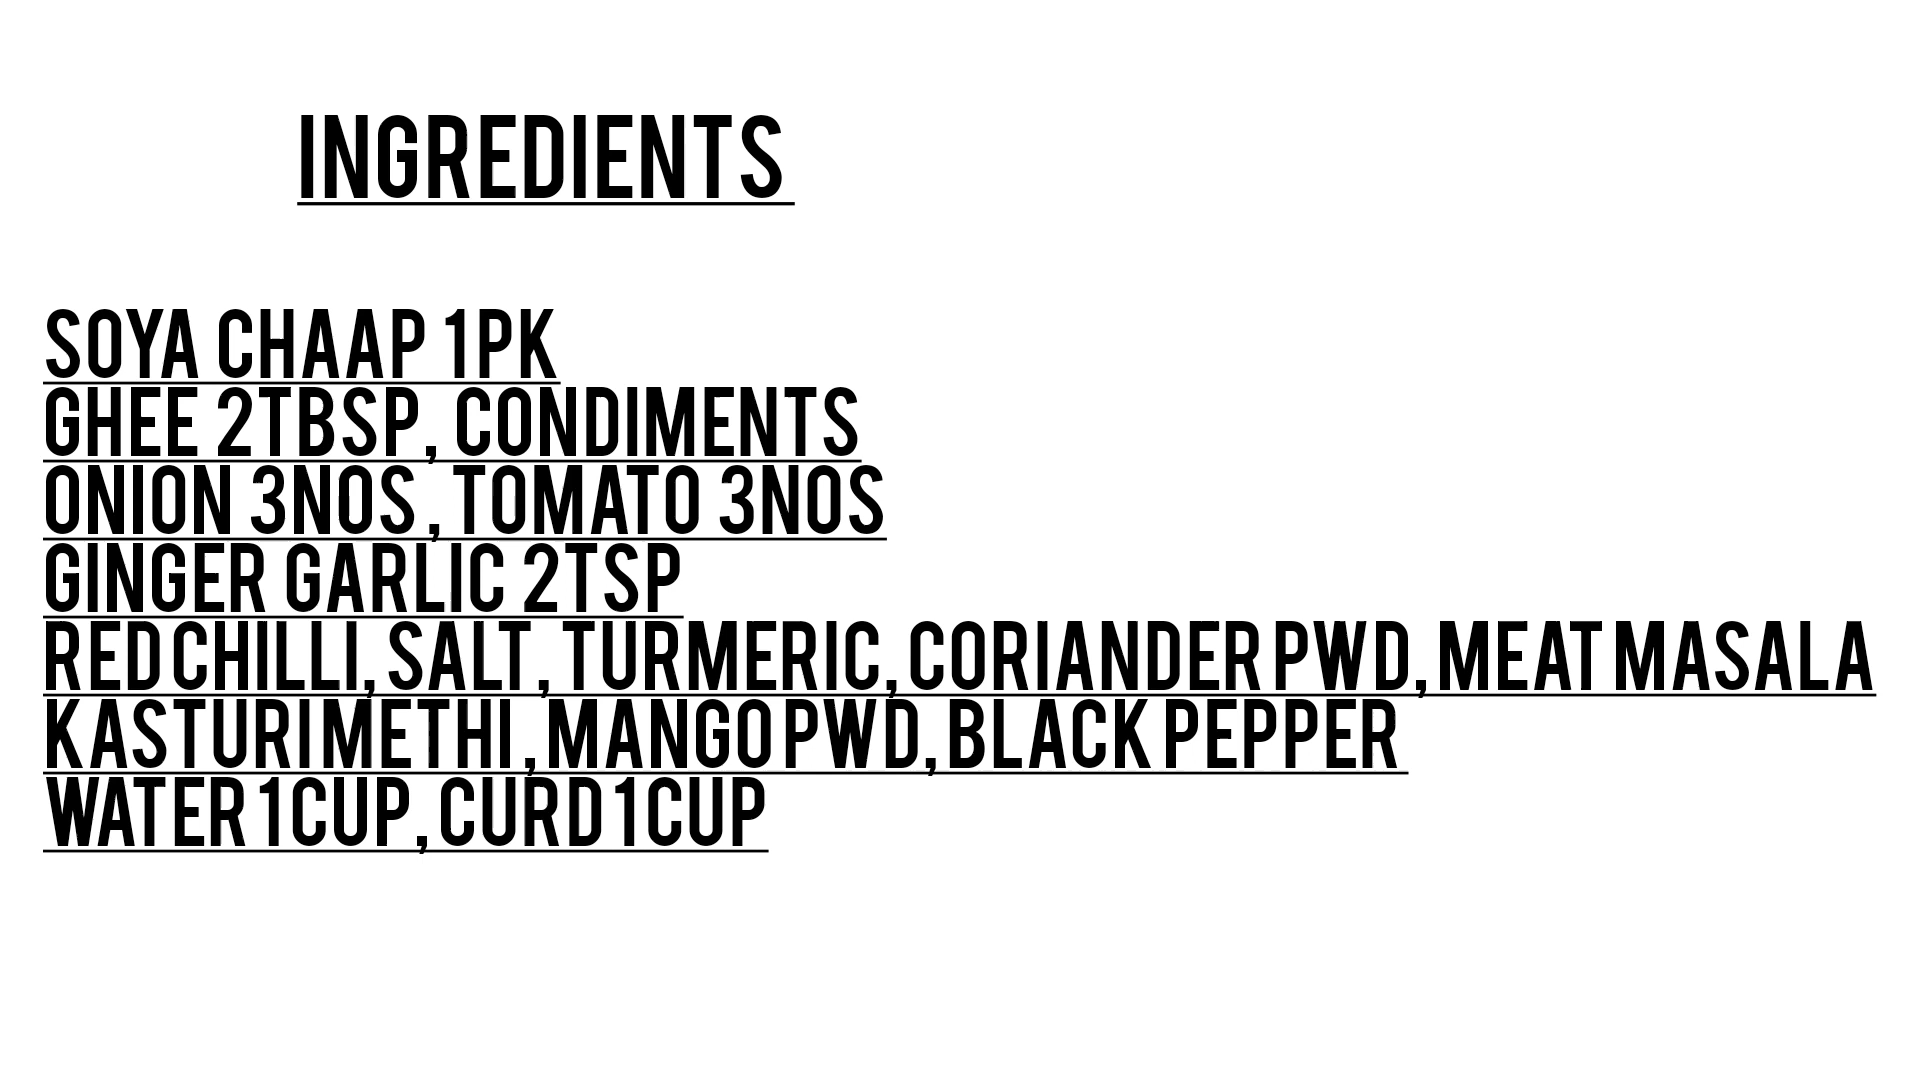 INGREDIENTS
SOYA CHAAP 1PK
GHEE 2TBSP, CONDIMENTS
ONION 3NOS, TOMATO 3NOS
GINGER GARLIC 2TSP
RED CHILLI, SALT, TURMERIC, CORIANDER PWD, MEAT MASALA
KASTURI METHI, MANGO PWD, BLACK PEPPER
WATER 1CUP, CURD 1CUP